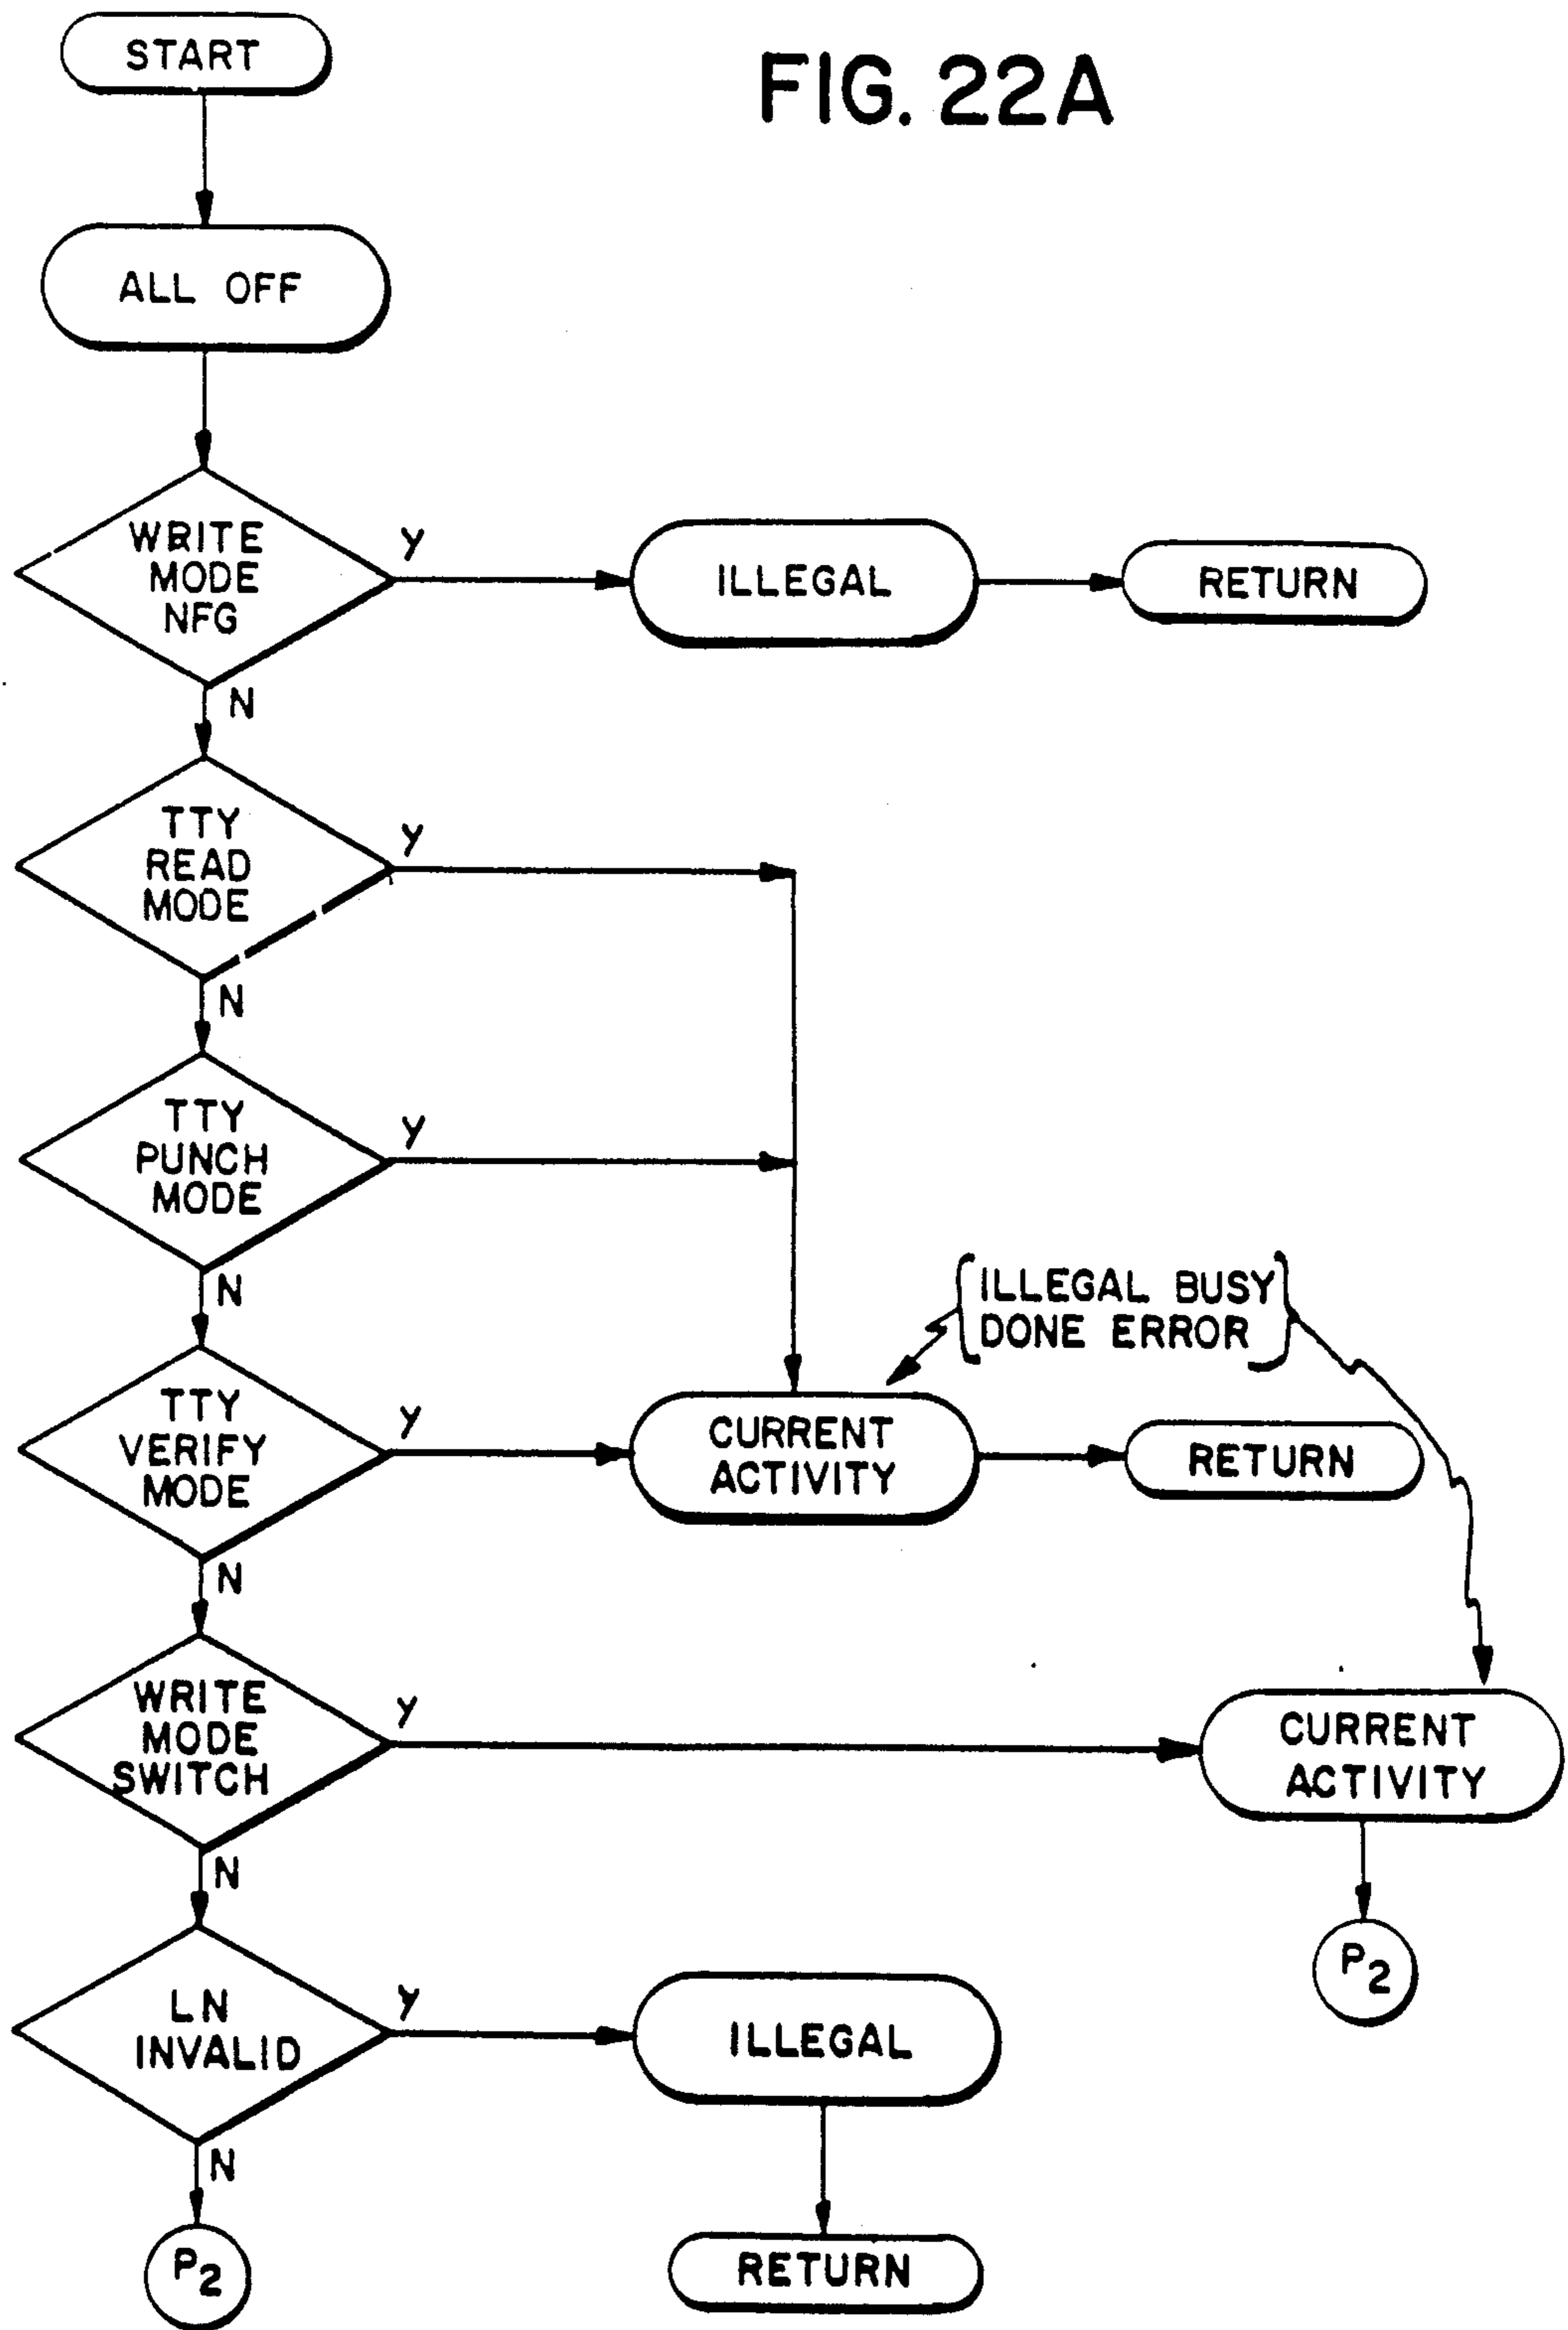 START
FIG. 22A
ALL OFF
WRITE
MODE
NFG
Y
ILLEGAL
RETURN
N
TTY
READ
MODE
Y
N
TTY
PUNCH
MODE
Y
N
ILLEGAL BUSY
DONE ERROR
TTY
VERIFY
MODE
Y
CURRENT
ACTIVITY
RETURN
N
WRITE
MODE
SWITCH
Y
CURRENT
ACTIVITY
N
P2
LN
INVALID
Y
ILLEGAL
N
P2
RETURN